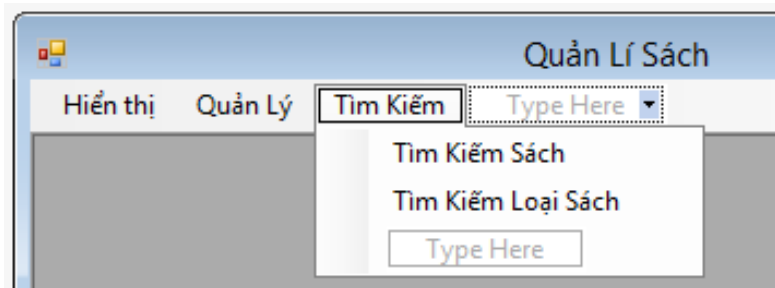 Quản Lí Sách
Hiển thị Quản Lý Tìm Kiếm Type Here
Tìm Kiếm Sách
Tìm Kiếm Loại Sách
Type Here